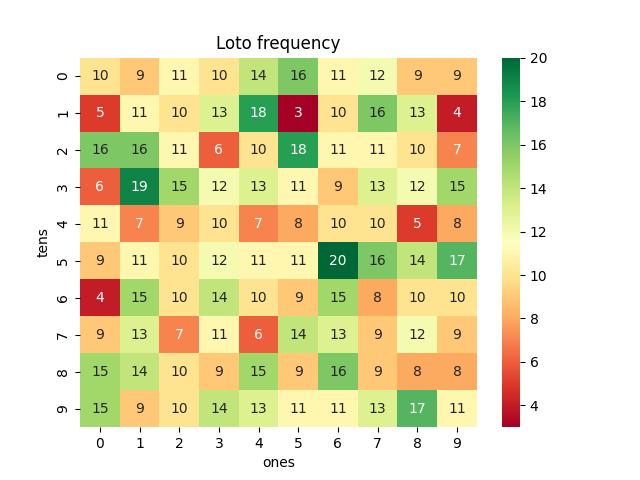 Loto frequency
0 10 9 11 10 14 16 11 12 9 9
1 5 11 10 13 18 3 10 16 13 4
2 16 16 11 6 10 18 11 11 10 7
3 6 19 15 12 13 11 9 13 12 15
4 11 7 9 10 7 8 10 10 5 8
5 9 11 10 12 11 11 20 16 14 17
6 4 15 10 14 10 9 15 8 10 10
7 9 13 7 11 6 14 13 9 12 9
8 15 14 10 9 15 9 16 9 8 8
9 15 9 10 14 13 11 11 13 17 11
0 1 2 3 4 5 6 7 8 9
tens
ones
20
18
16
14
12
10
8
6
4